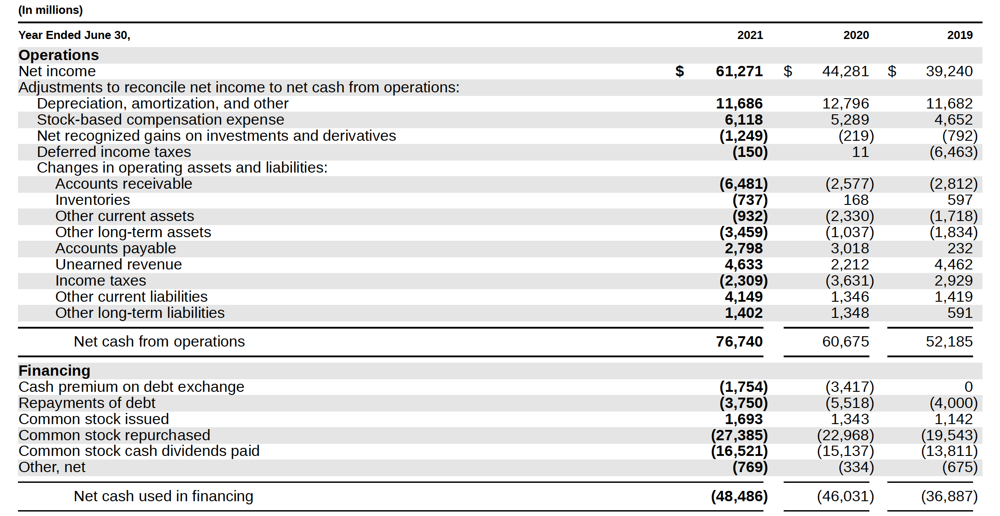 (In millions)
Year Ended June 30, 2021 2020 2019
Operations
Net income $ 61,271 $ 44,281 $ 39,240
Adjustments to reconcile net income to net cash from operations:
Depreciation, amortization, and other 11,686 12,796 11,682
Stock-based compensation expense 6,118 5,289 4,652
Net recognized gains on investments and derivatives (1,249) (219) (792)
Deferred income taxes (150) 11 (6,463)
Changes in operating assets and liabilities:
Accounts receivable (6,481) (2,577) (2,812)
Inventories (737) 168 597
Other current assets (932) (2,330) (1,718)
Other long-term assets (3,459) (1,037) (1,834)
Accounts payable 2,798 3,018 232
Unearned revenue 4,633 2,212 4,462
Income taxes (2,309) (3,631) 2,929
Other current liabilities 4,149 1,346 1,419
Other long-term liabilities 1,402 1,348 591
Net cash from operations 76,740 60,675 52,185
Financing
Cash premium on debt exchange (1,754) (3,417) 0
Repayments of debt (3,750) (5,518) (4,000)
Common stock issued 1,693 1,343 1,142
Common stock repurchased (27,385) (22,968) (19,543)
Common stock cash dividends paid (16,521) (15,137) (13,811)
Other, net (769) (334) (675)
Net cash used in financing (48,486) (46,031) (36,887)